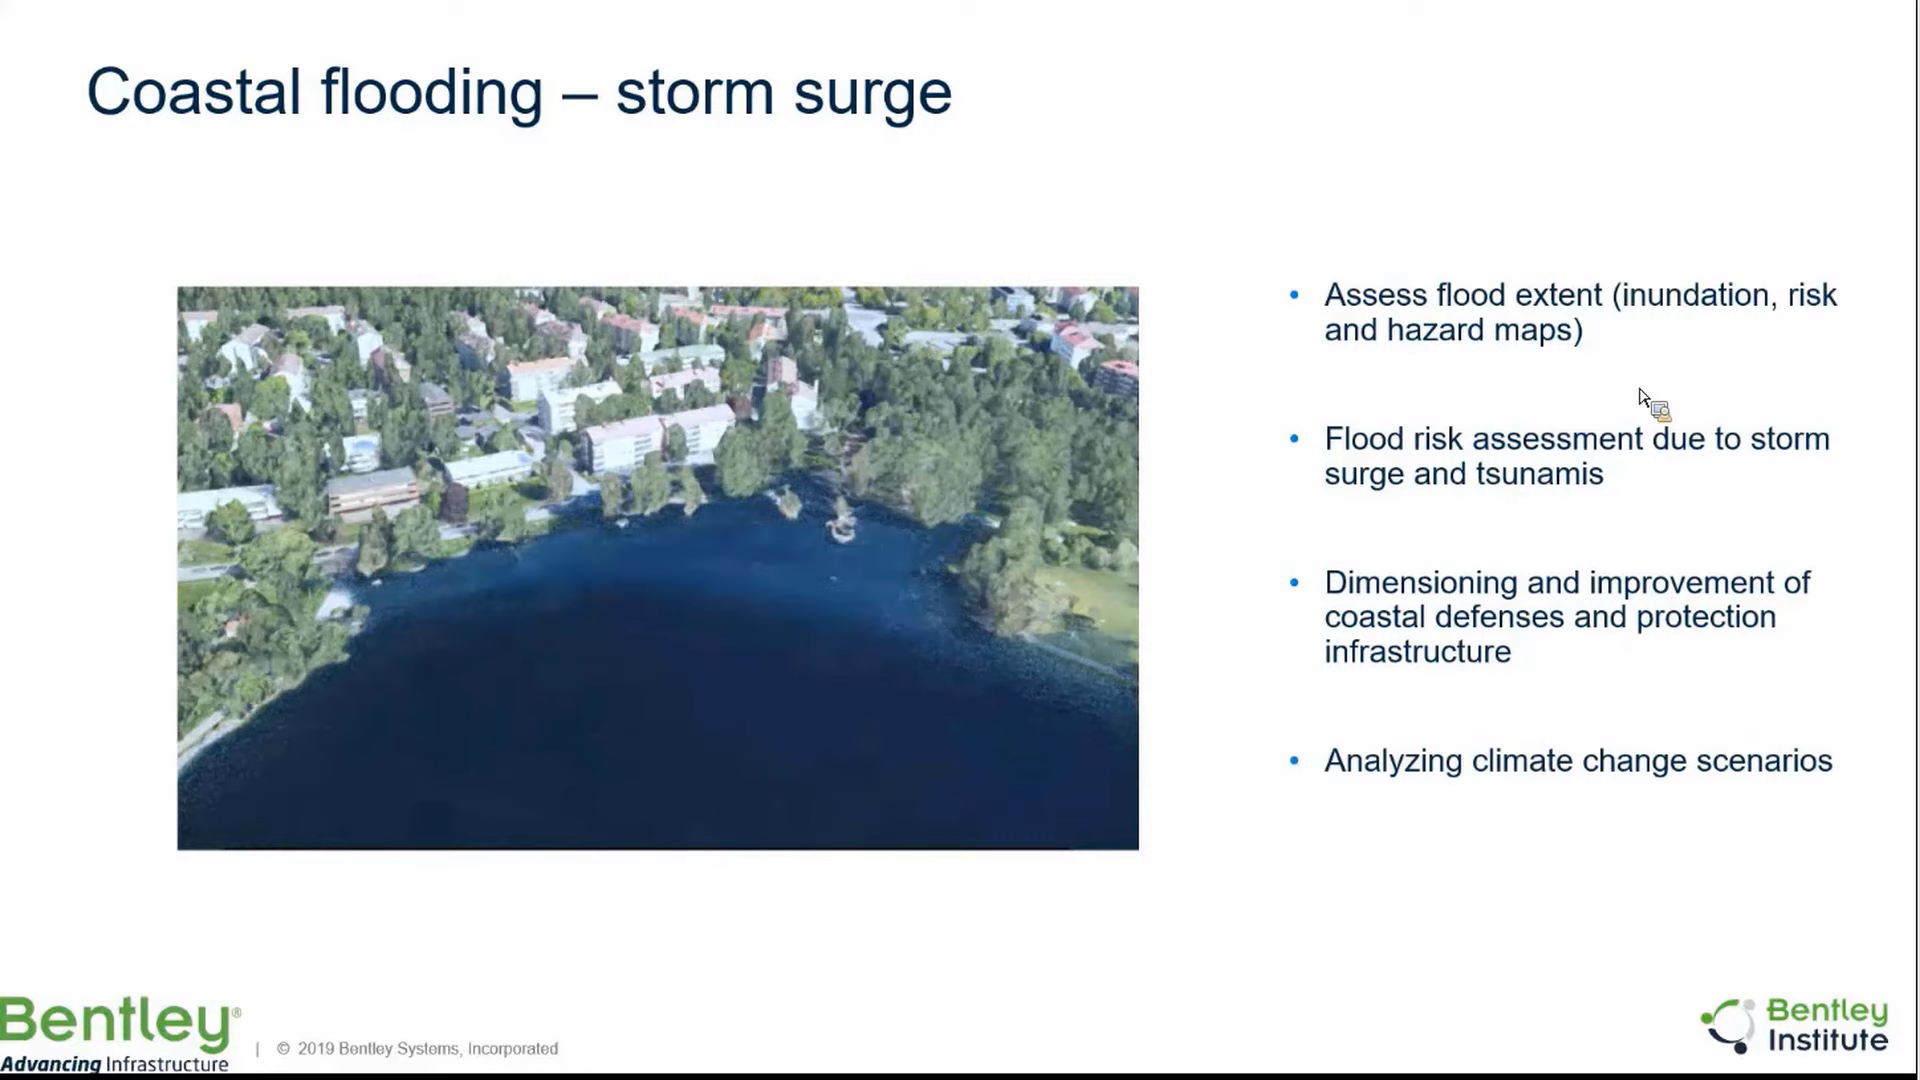 Coastal flooding – storm surge
• Assess flood extent (inundation, risk
and hazard maps)
• Flood risk assessment due to storm
surge and tsunamis
• Dimensioning and improvement of
coastal defenses and protection
infrastructure
• Analyzing climate change scenarios
Bentley®
Advancing Infrastructure
| © 2019 Bentley Systems, Incorporated
Bentley
Institute